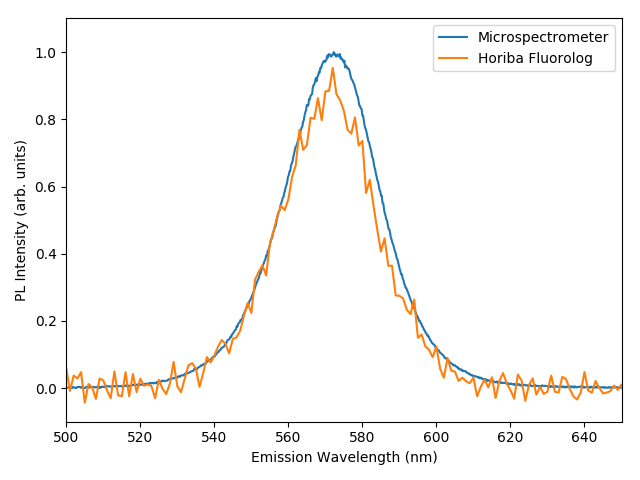 Microspectrometer
Horiba Fluorolog
PL Intensity (arb. units)
1.0
0.8
0.6
0.4
0.2
0.0
500 520 540 560 580 600 620 640
Emission Wavelength (nm)